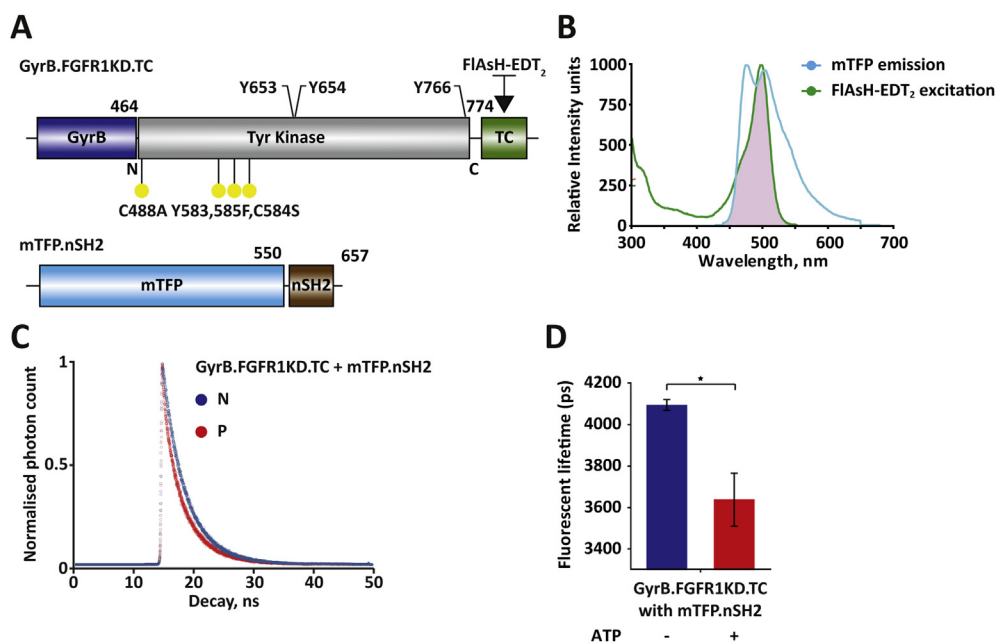 A
GyrB.FGFR1KD.TC
FlAsH-EDT2
Y653 Y654 Y766
464 774
GyrB Tyr Kinase TC
N C
C488A Y583,585F,C584S
mTFP.nSH2
550 657
mTFP nSH2
B
mTFP emission
FlAsH-EDT2 excitation
Relative Intensity units
1000
750
500
250
0
300 400 500 600 700
Wavelength, nm
C
GyrB.FGFR1KD.TC + mTFP.nSH2
N
P
Normalised photon count
1
0.5
0 10 20 30 40 50
Decay, ns
D
*
Fluorescent lifetime (ps)
4200
4000
3800
3600
3400
GyrB.FGFR1KD.TC
with mTFP.nSH2
ATP - +